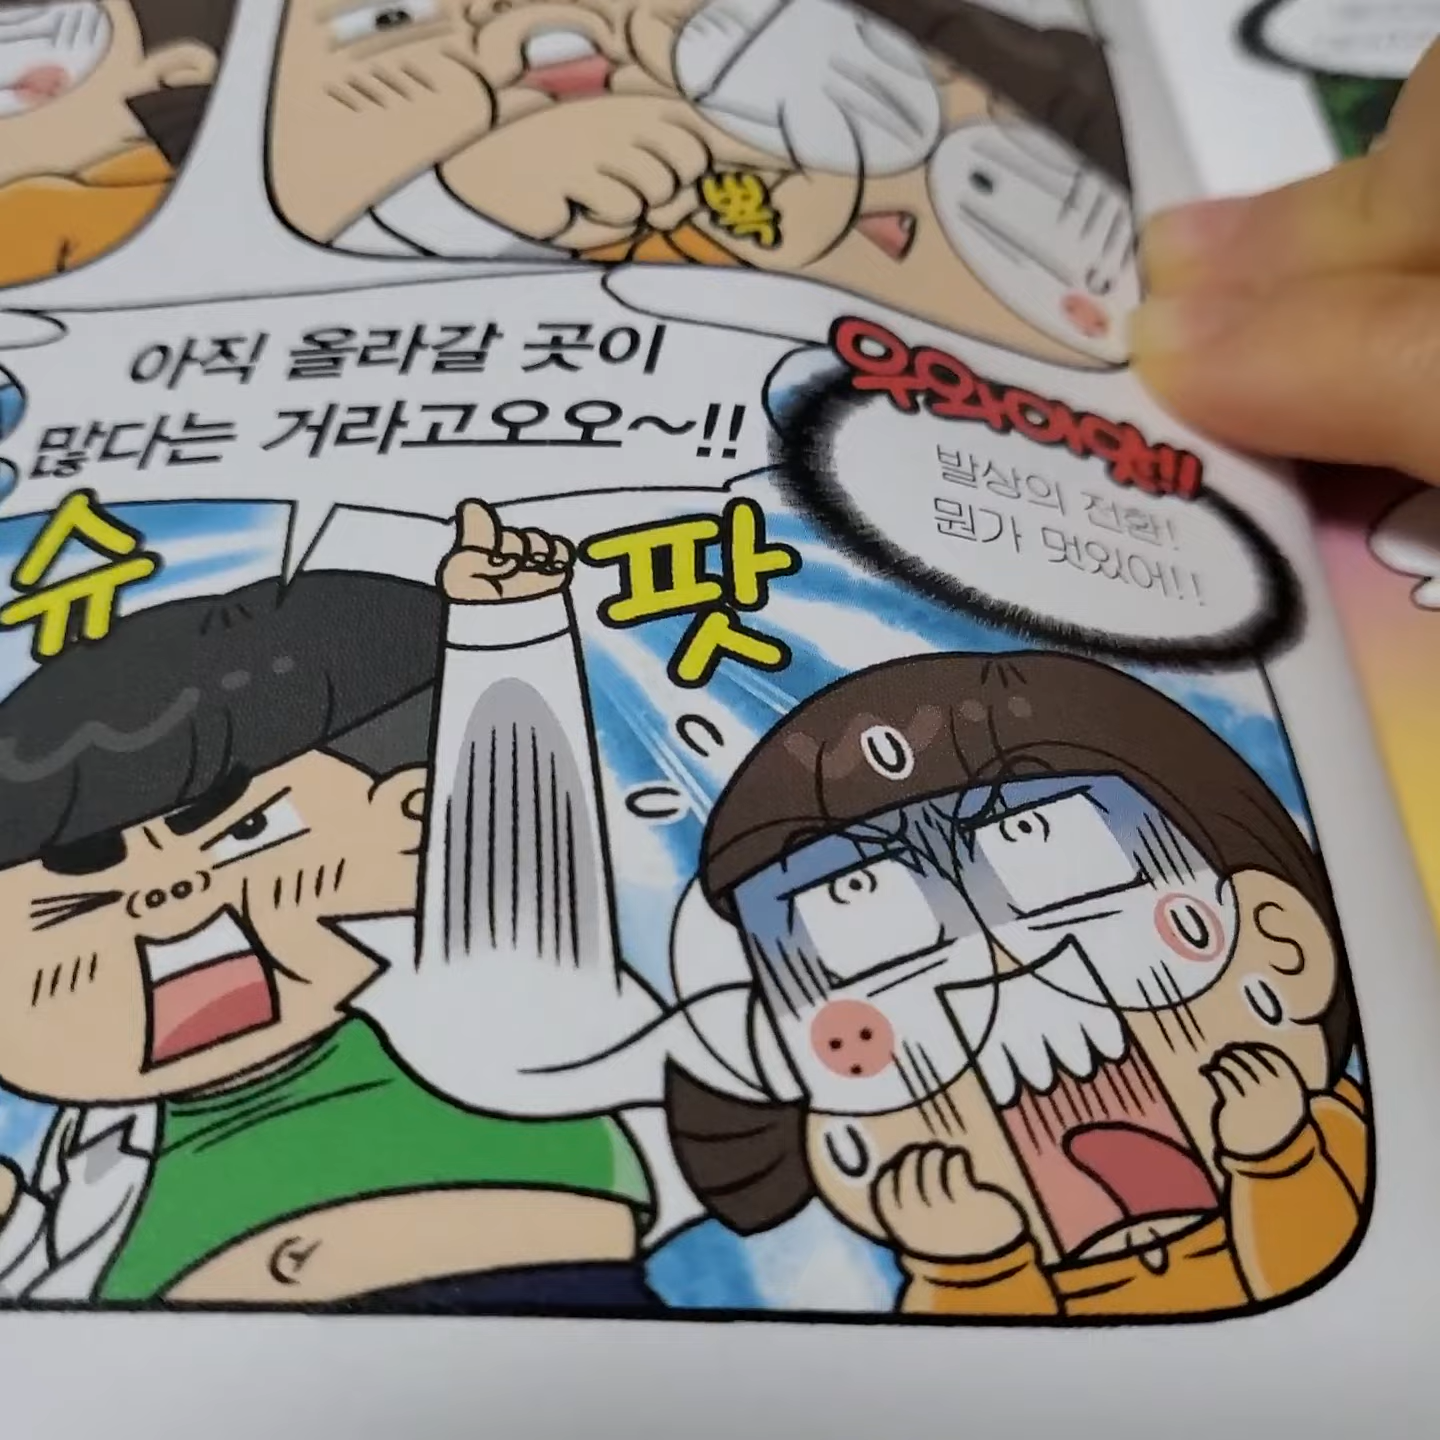 아직 올라갈 곳이
많다는 거라고오오~!!
우와아앗!!
발상의 전환!
뭔가 멋있어!!
슈
팟